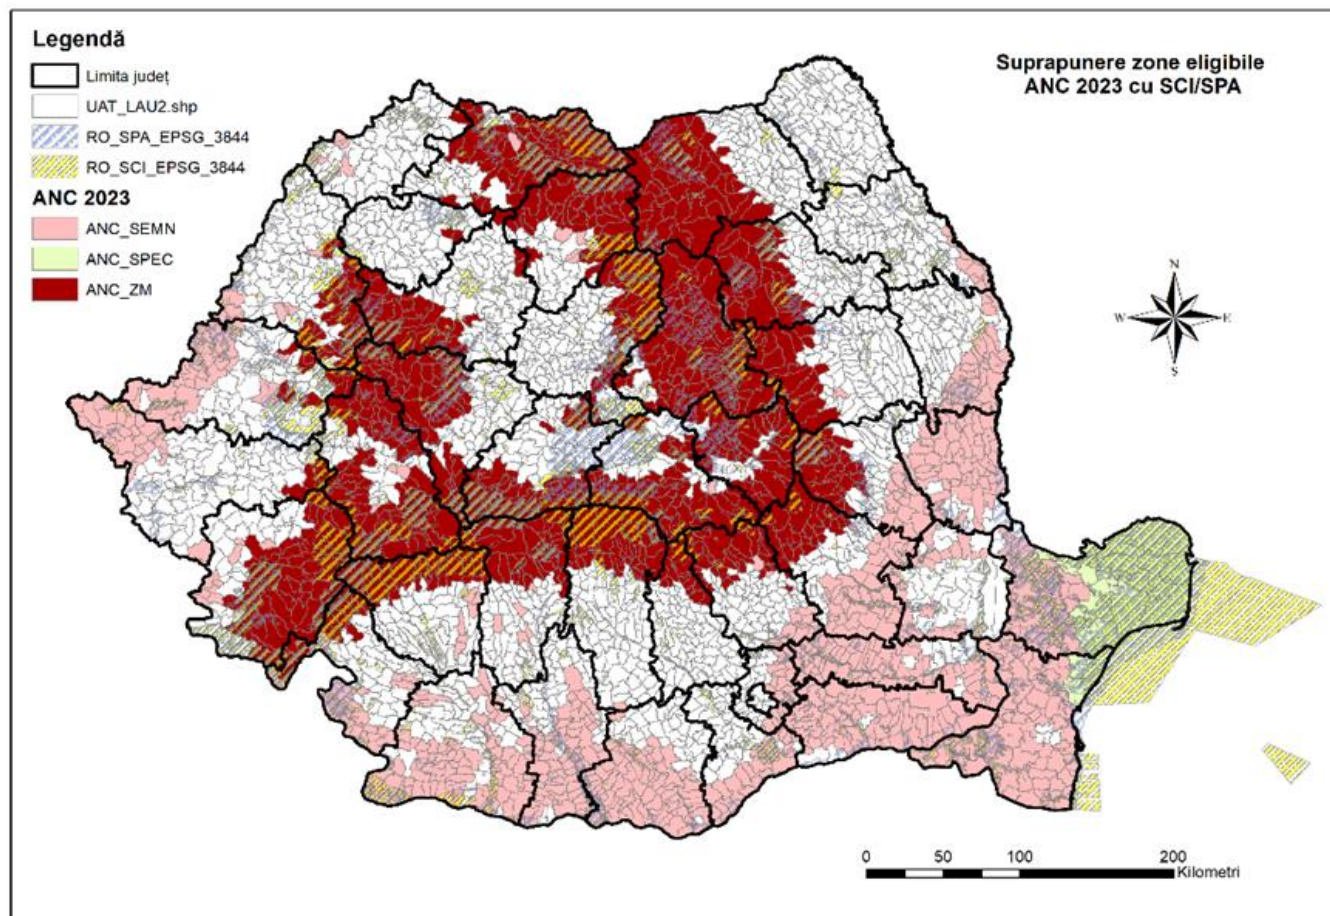 Legendă
Limita județ
UAT_LAU2.shp
RO_SPA_EPSG_3844
RO_SCI_EPSG_3844
ANC 2023
ANC_SEMN
ANC_SPEC
ANC_ZM
Suprapunere zone eligibile
ANC 2023 cu SCI/SPA
N
W E
S
0 50 100 200
Kilometri